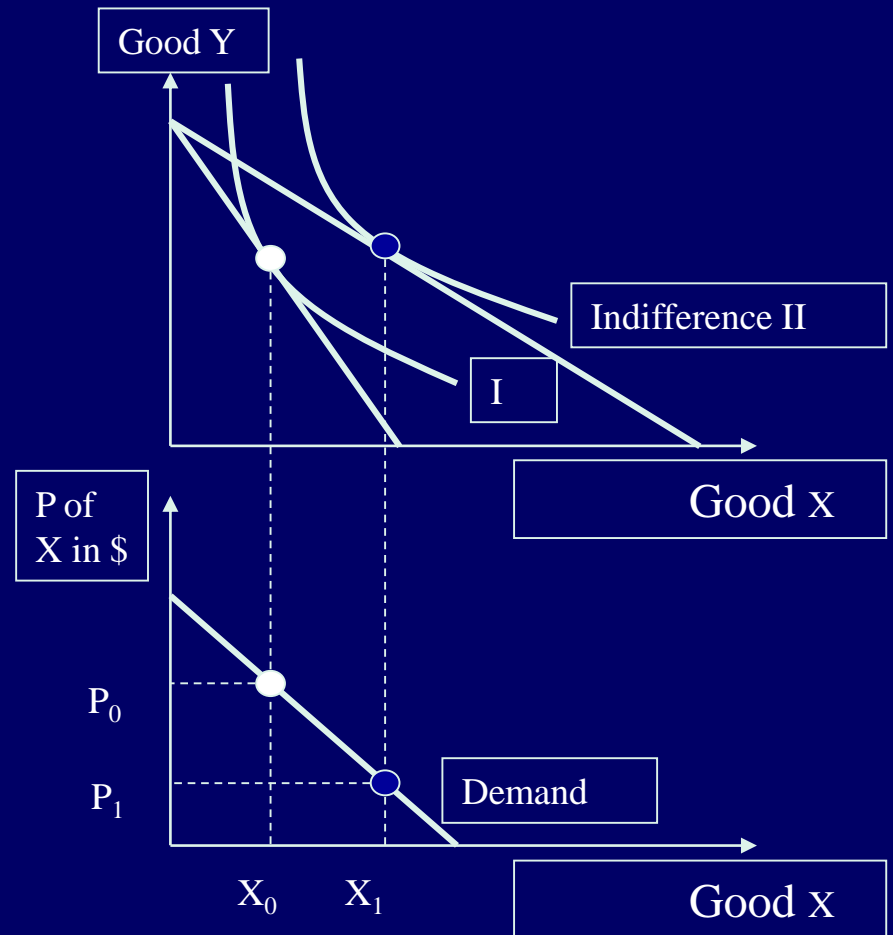 Good Y
Indifference II
I
Good X
P of
X in $
P₀
P₁
Demand
X₀
X₁
Good X